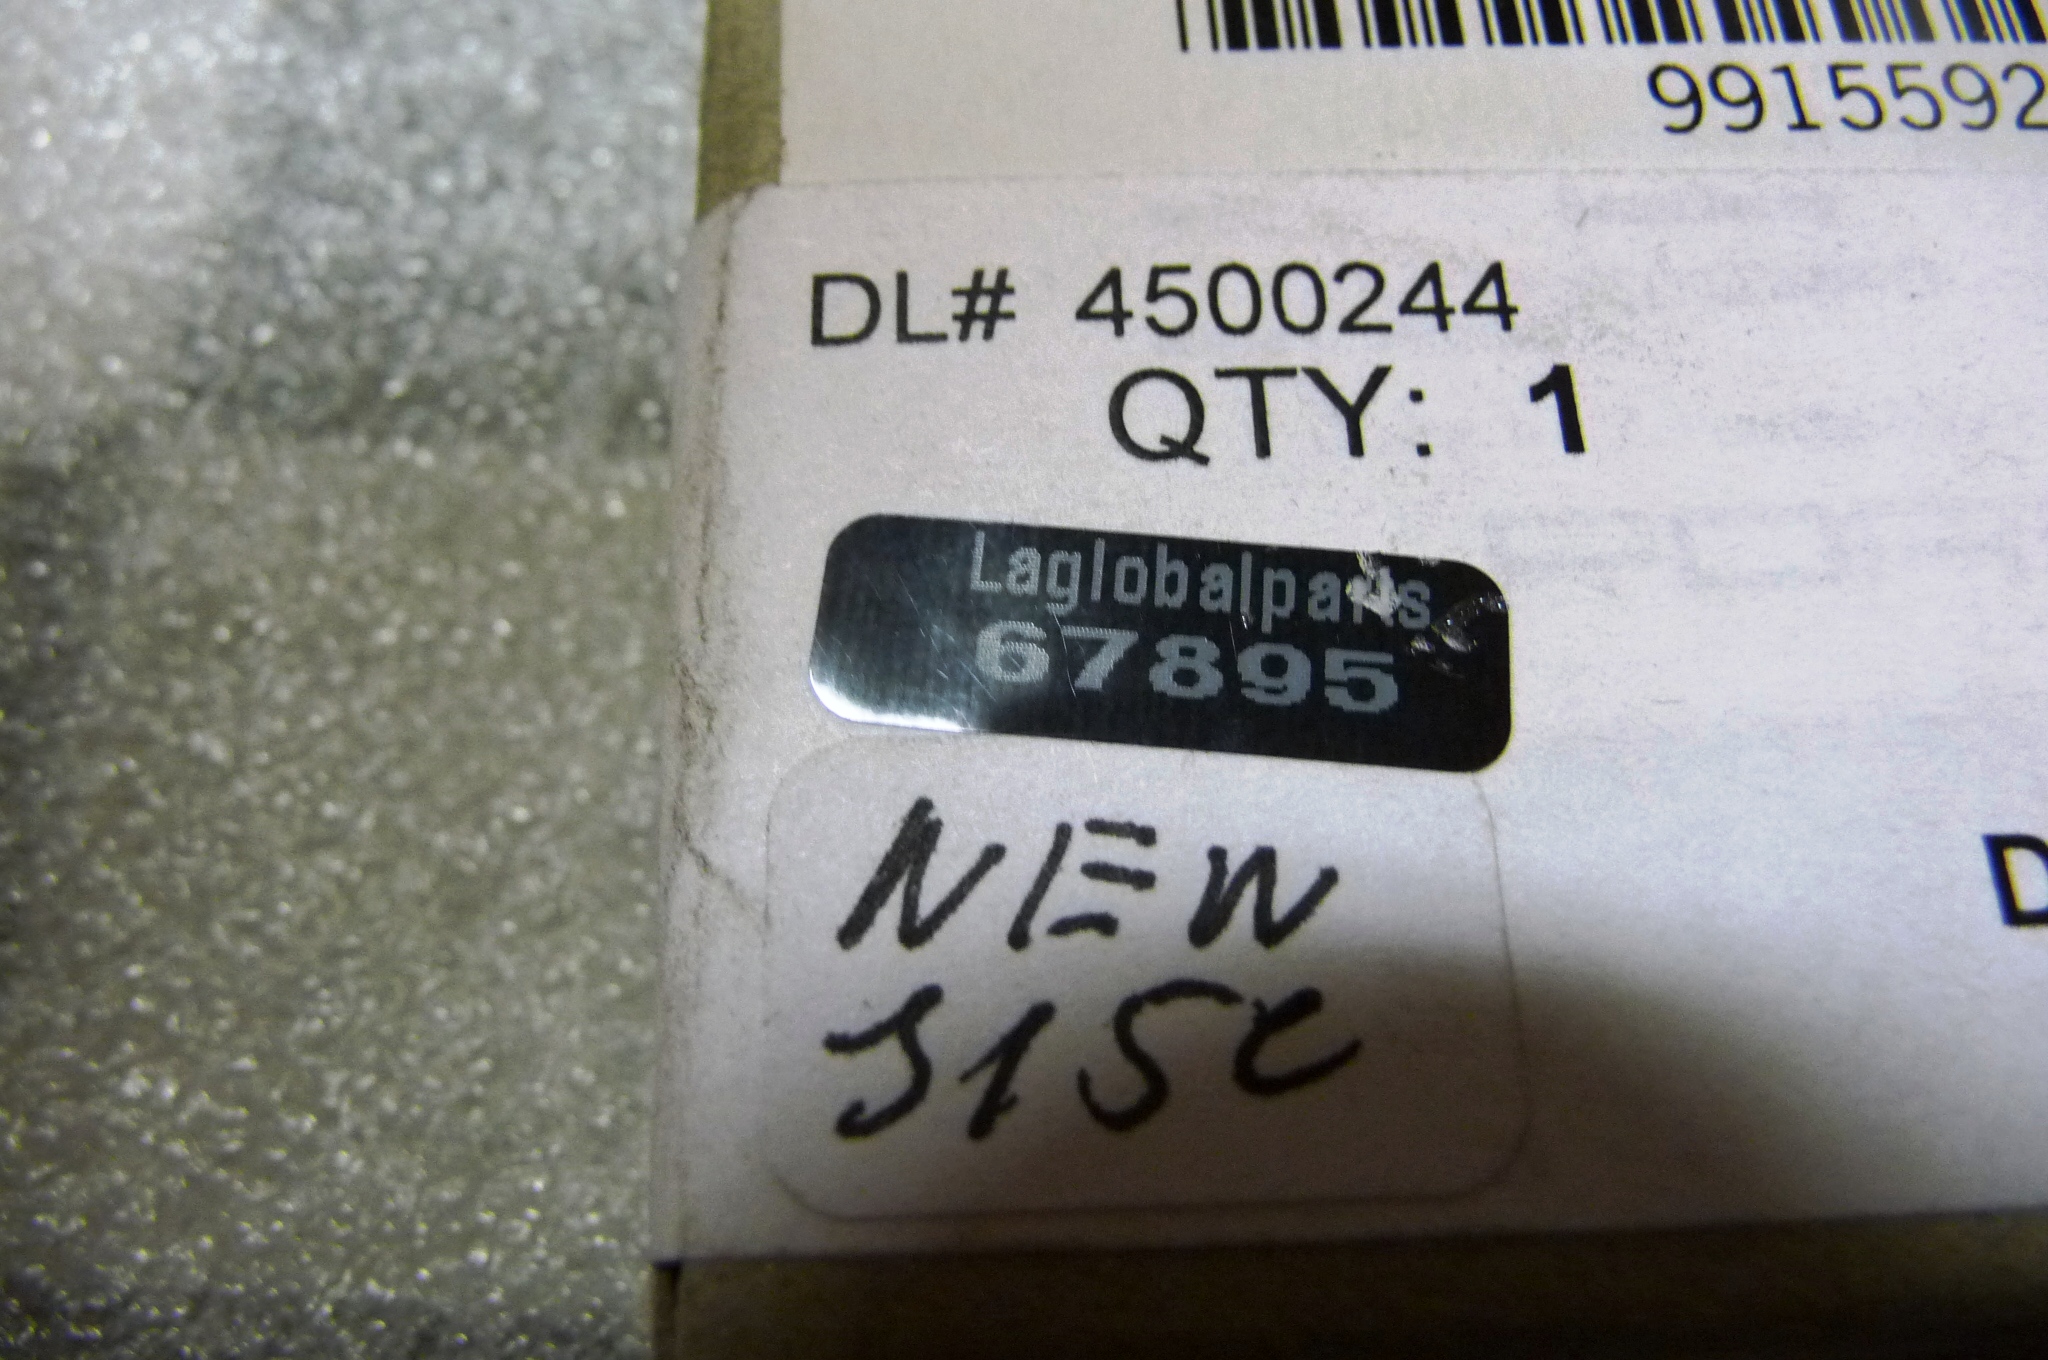 9915592
DL# 4500244
QTY: 1
Laglobalparts
67895
D
NEW